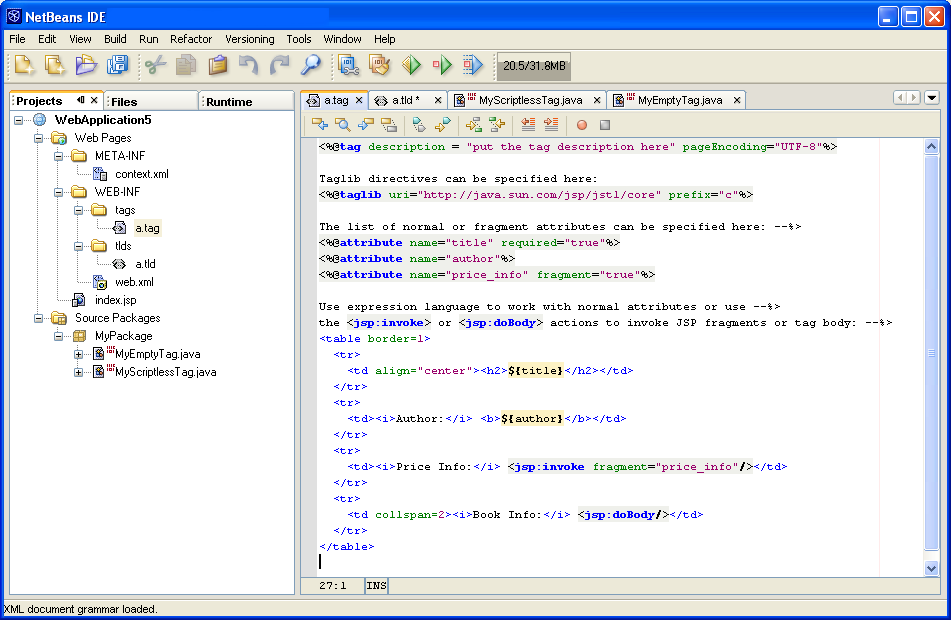 NetBeans IDE
File Edit View Build Run Refactor Versioning Tools Window Help
20.5/31.8MB
Projects
Files
Runtime
WebApplication5
Web Pages
META-INF
context.xml
WEB-INF
tags
a.tag
tlds
a.tld
web.xml
index.jsp
Source Packages
MyPackage
MyEmptyTag.java
MyScriptlessTag.java
a.tag
a.tld *
MyScriptlessTag.java
MyEmptyTag.java
<%@tag description = "put the tag description here" pageEncoding="UTF-8"%>
Taglib directives can be specified here:
<%@taglib uri="http://java.sun.com/jsp/jstl/core" prefix="c"%>
The list of normal or fragment attributes can be specified here: --%>
<%@attribute name="title" required="true"%>
<%@attribute name="author"%>
<%@attribute name="price_info" fragment="true"%>
Use expression language to work with normal attributes or use --%>
the <jsp:invoke> or <jsp:doBody> actions to invoke JSP fragments or tag body: --%>
<table border=1>
<tr>
<td align="center"><h2>${title}</h2></td>
</tr>
<tr>
<td><i>Author:</i> <b>${author}</b></td>
</tr>
<tr>
<td><i>Price Info:</i> <jsp:invoke fragment="price_info"/></td>
</tr>
<tr>
<td collspan=2><i>Book Info:</i> <jsp:doBody/></td>
</tr>
</table>
27:1 INS
XML document grammar loaded.